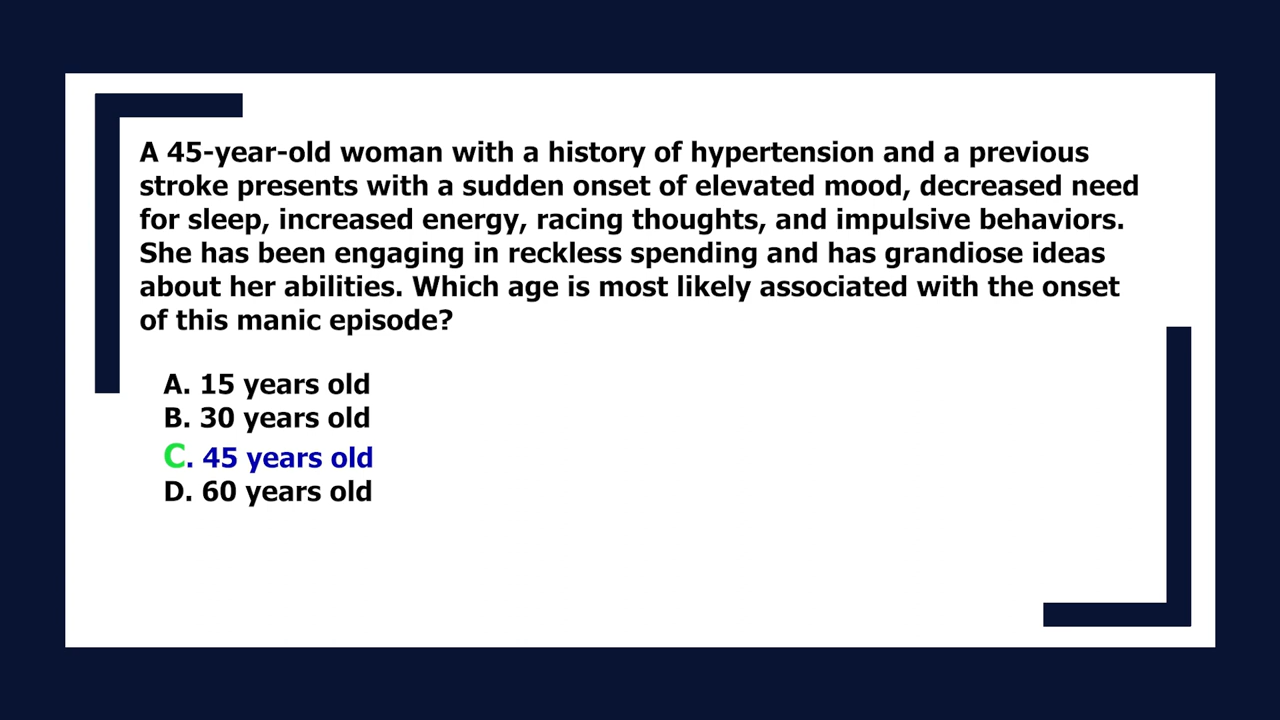 A 45-year-old woman with a history of hypertension and a previous
stroke presents with a sudden onset of elevated mood, decreased need
for sleep, increased energy, racing thoughts, and impulsive behaviors.
She has been engaging in reckless spending and has grandiose ideas
about her abilities. Which age is most likely associated with the onset
of this manic episode?
A. 15 years old
B. 30 years old
C. 45 years old
D. 60 years old